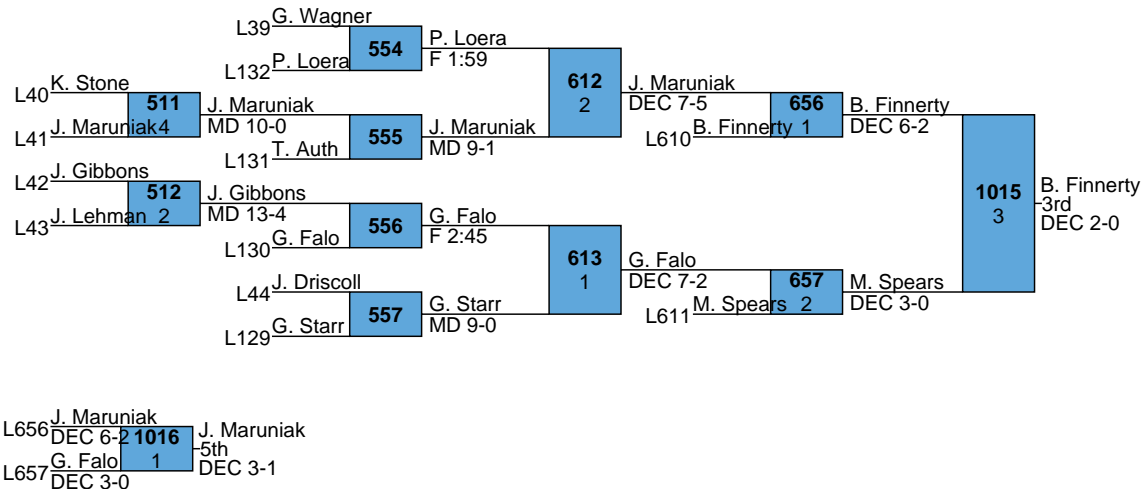 G. Wagner
L39
554
P. Loera
F 1:59
P. Loera
L132
K. Stone
L40
511
4
J. Maruniak
L41
J. Maruniak
MD 10-0
555
T. Auth
L131
J. Maruniak
MD 9-1
612
2
J. Maruniak
DEC 7-5
656
1
B. Finnerty
L610
B. Finnerty
DEC 6-2
J. Gibbons
L42
512
2
J. Lehman
L43
J. Gibbons
MD 13-4
556
G. Falo
L130
G. Falo
F 2:45
613
1
J. Driscoll
L44
557
G. Starr
L129
G. Starr
MD 9-0
G. Falo
DEC 7-2
657
2
M. Spears
L611
M. Spears
DEC 3-0
1015
3
B. Finnerty
3rd
DEC 2-0
J. Maruniak
L656
DEC 6-2
1016
1
G. Falo
L657
DEC 3-0
J. Maruniak
5th
DEC 3-1